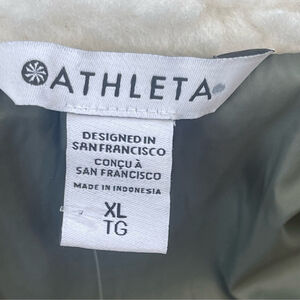 ATHLETA
DESIGNED IN
SAN FRANCISCO
CONÇU À
SAN FRANCISCO
MADE IN INDONESIA
XL
TG